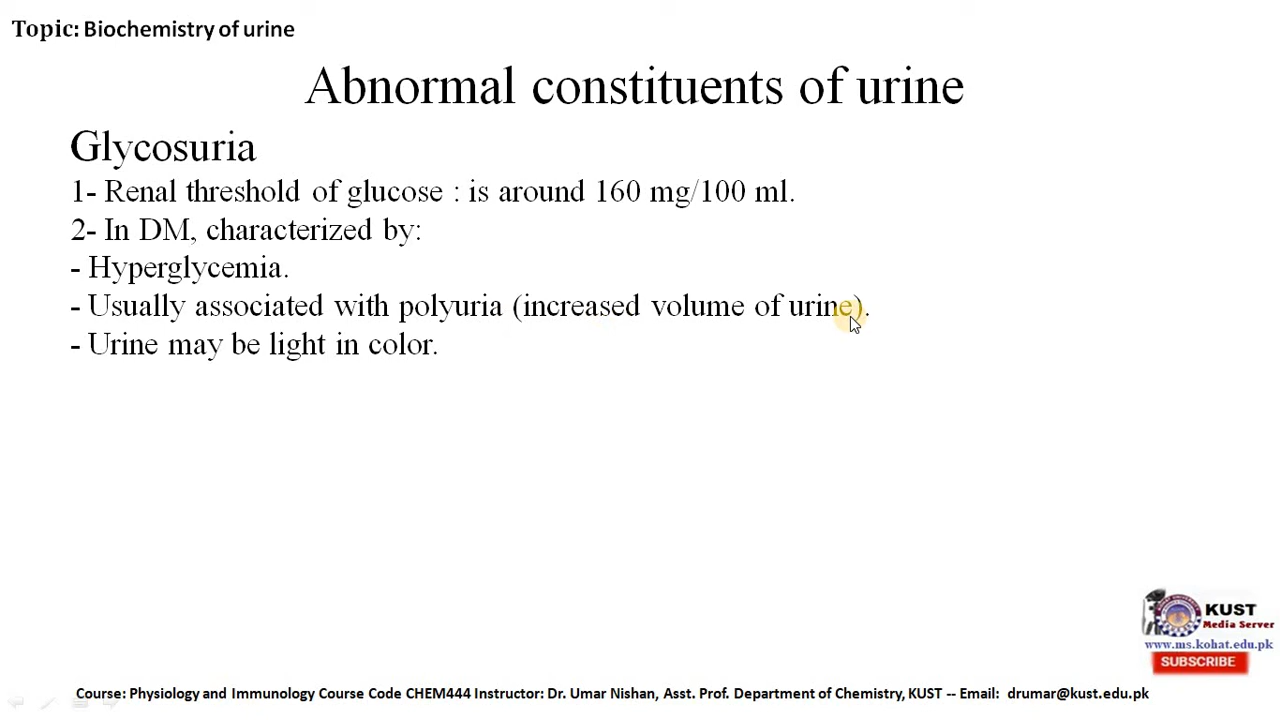 Topic: Biochemistry of urine
Abnormal constituents of urine
Glycosuria
1- Renal threshold of glucose : is around 160 mg/100 ml.
2- In DM, characterized by:
- Hyperglycemia.
- Usually associated with polyuria (increased volume of urine).
- Urine may be light in color.
KUST
Media Server
www.ms.kohat.edu.pk
SUBSCRIBE
Course: Physiology and Immunology Course Code CHEM444 Instructor: Dr. Umar Nishan, Asst. Prof. Department of Chemistry, KUST -- Email: drumar@kust.edu.pk